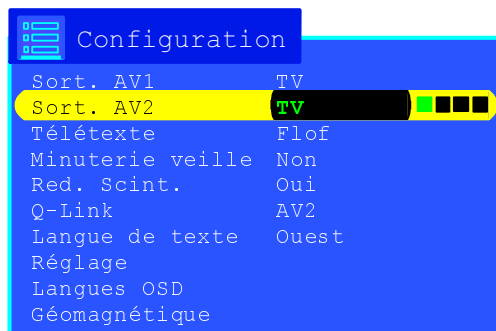 Configuration
Sort. AV1 TV
Sort. AV2 TV
Télétexte Flof
Minuterie veille Non
Red. Scint. Oui
Q-Link AV2
Langue de texte Ouest
Réglage
Langues OSD
Géomagnétique